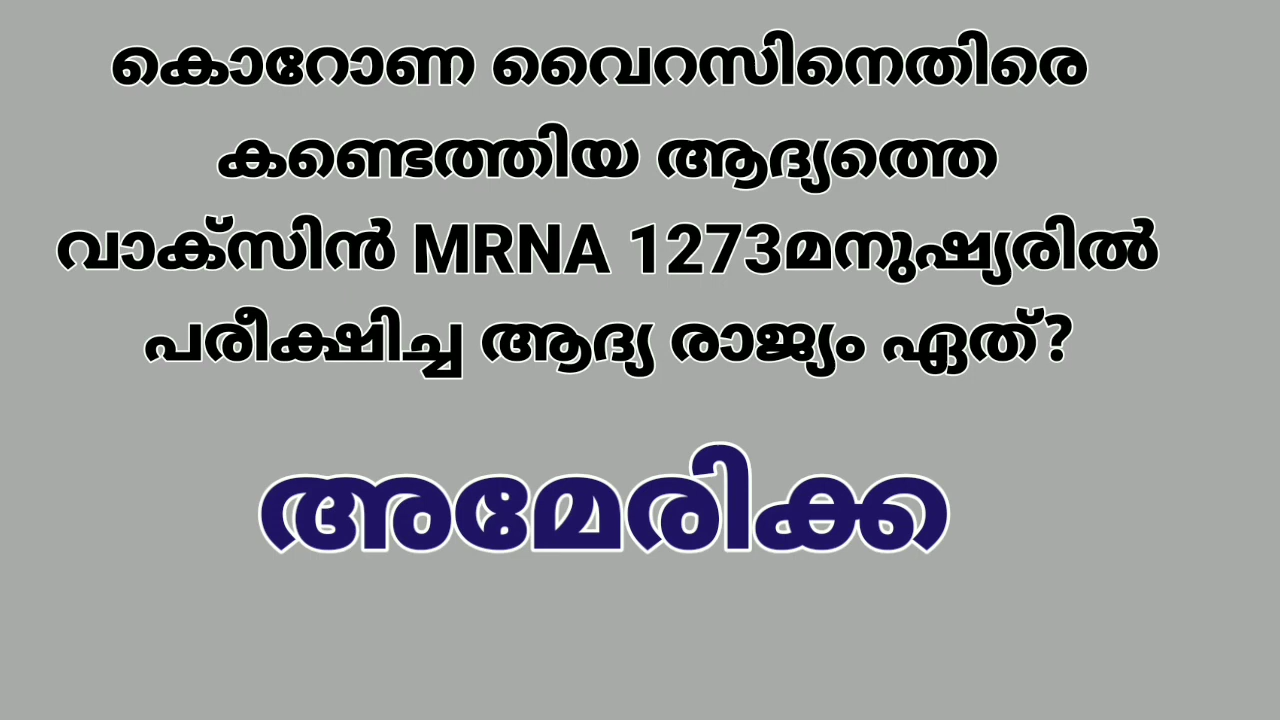 കൊറോണ വൈറസിനെതിരെ
കണ്ടെത്തിയ ആദ്യത്തെ
വാക്സിൻ MRNA 1273മനുഷ്യരിൽ
പരീക്ഷിച്ച ആദ്യ രാജ്യം ഏത്?
അമേരിക്ക